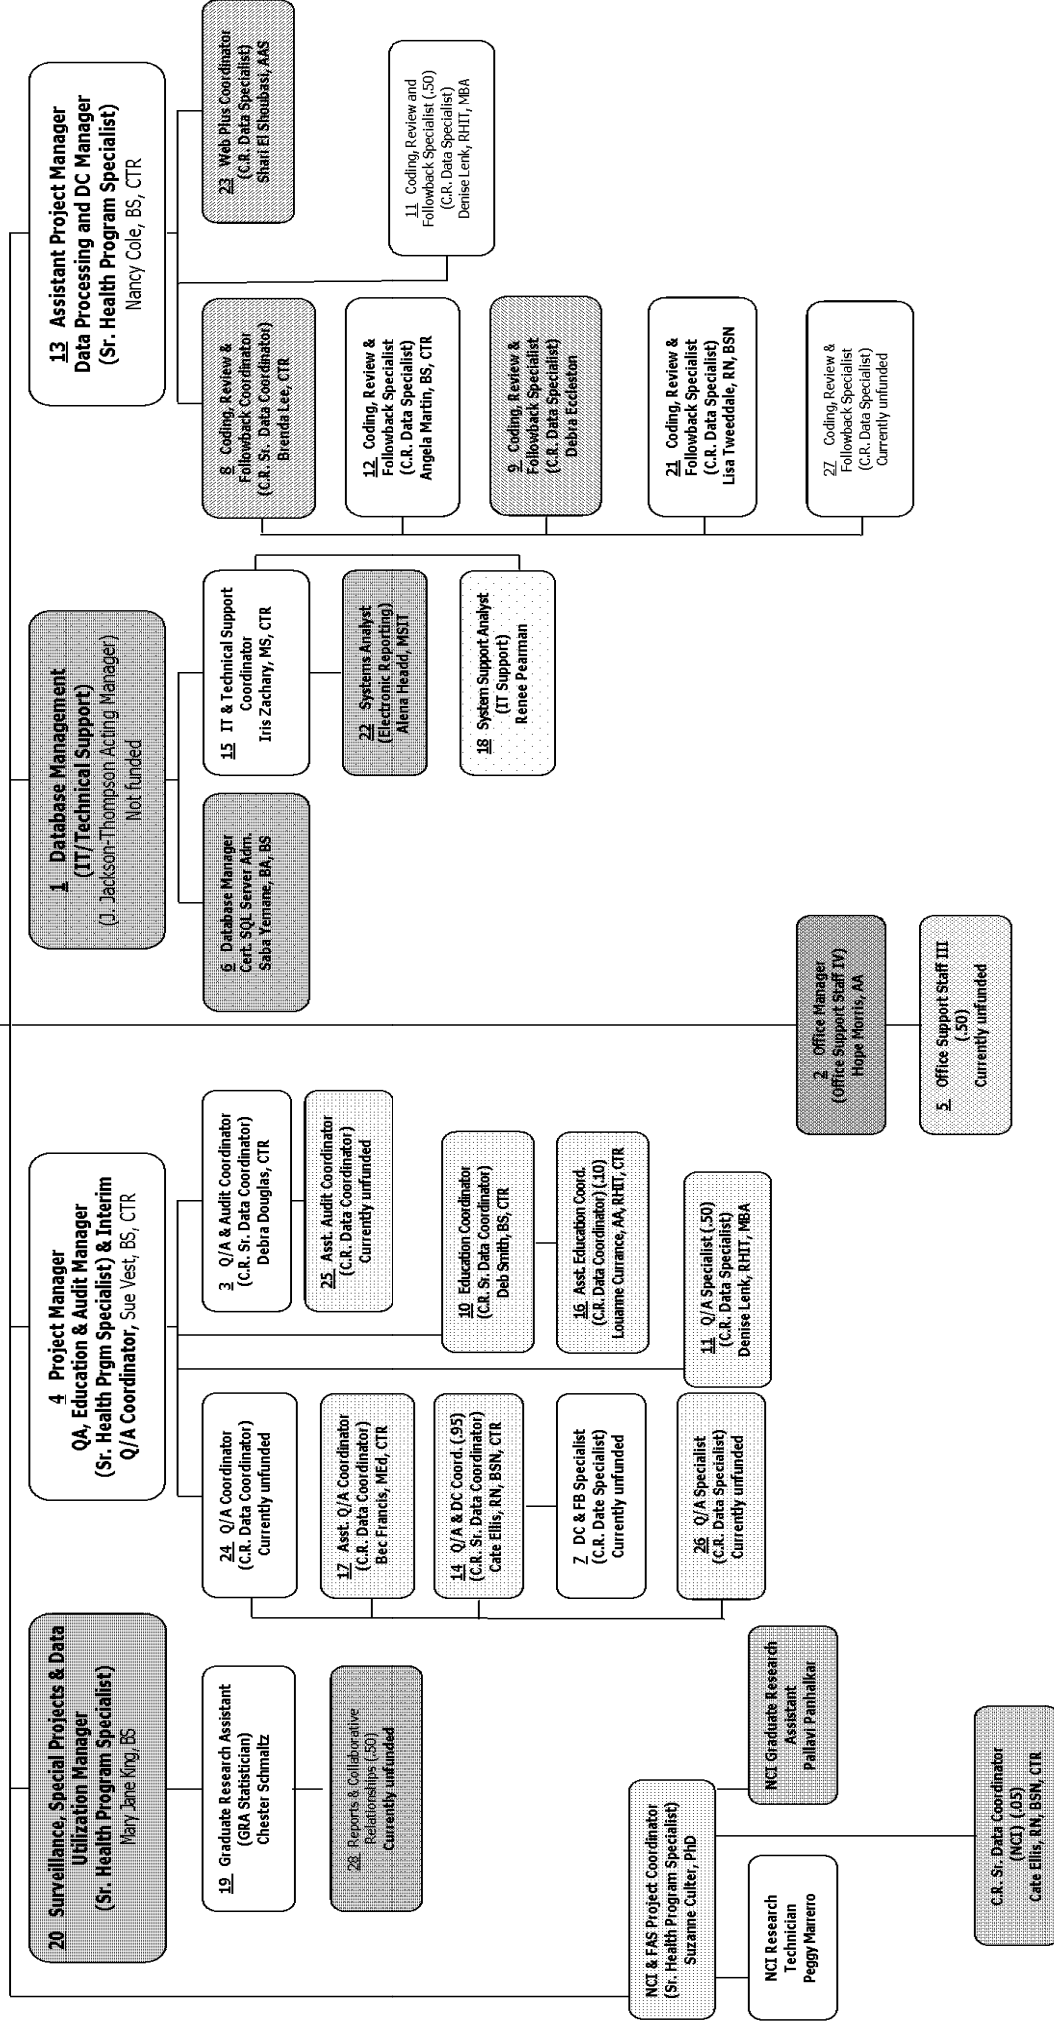 20 Surveillance, Special Projects & Data
Utilization Manager
(Sr. Health Program Specialist)
Mary Jane King, BS
19 Graduate Research Assistant
(GRA Statistician)
Chester Schmaltz
28 Reports & Collaborative
Relationships (.50)
Currently unfunded
NCI & FAS Project Coordinator
(Sr. Health Program Specialist)
Suzanne Culter, PhD
NCI Research
Technician
Peggy Marrero
NCI Graduate Research
Assistant
Pallavi Panhalkar
C.R. Sr. Data Coordinator
(NCI) (.05)
Cate Ellis, RN, BSN, CTR
4 Project Manager
QA, Education & Audit Manager
(Sr. Health Prgm Specialist) & Interim
Q/A Coordinator, Sue Vest, BS, CTR
24 Q/A Coordinator
(C.R. Data Coordinator)
Currently unfunded
17 Asst. Q/A Coordinator
(C.R. Data Coordinator)
Bec Francis, MEd, CTR
14 Q/A & DC Coord. (.95)
(C.R. Sr. Data Coordinator)
Cate Ellis, RN, BSN, CTR
7 DC & FB Specialist
(C.R. Date Specialist)
Currently unfunded
26 Q/A Specialist
(C.R. Data Specialist)
Currently unfunded
3 Q/A & Audit Coordinator
(C.R. Sr. Data Coordinator)
Debra Douglas, CTR
25 Asst. Audit Coordinator
(C.R. Data Coordinator)
Currently unfunded
10 Education Coordinator
(C.R. Sr. Data Coordinator)
Deb Smith, BS, CTR
16 Asst. Education Coord.
(C.R. Data Coordinator) (.10)
Louanne Currance, AA, RHIT, CTR
11 Q/A Specialist (.50)
(C.R. Data Specialist)
Denise Lenk, RHIT, MBA
2 Office Manager
(Office Support Staff IV)
Hope Morris, AA
5 Office Support Staff III
(.50)
Currently unfunded
1 Database Management
(IT/Technical Support)
(J. Jackson-Thompson Acting Manager)
Not funded
6 Database Manager
Cert. SQL Server Adm.
Saba Yemane, BA, BS
15 IT & Technical Support
Coordinator
Iris Zachary, MS, CTR
22 Systems Analyst
(Electronic Reporting)
Alena Headd, MSIT
18 System Support Analyst
(IT Support)
Renee Pearman
13 Assistant Project Manager
Data Processing and DC Manager
(Sr. Health Program Specialist)
Nancy Cole, BS, CTR
8 Coding, Review &
Followback Coordinator
(C.R. Sr. Data Coordinator)
Brenda Lee, CTR
12 Coding, Review &
Followback Specialist
(C.R. Data Specialist)
Angela Martin, BS, CTR
9 Coding, Review &
Followback Specialist
(C.R. Data Specialist)
Debra Eccleston
21 Coding, Review &
Followback Specialist
(C.R. Data Specialist)
Lisa Tweeddale, RN, BSN
27 Coding, Review &
Followback Specialist
(C.R. Data Specialist)
Currently unfunded
23 Web Plus Coordinator
(C.R. Data Specialist)
Shari El Shoubasi, AAS
11 Coding, Review and
Followback Specialist (.50)
(C.R. Data Specialist)
Denise Lenk, RHIT, MBA